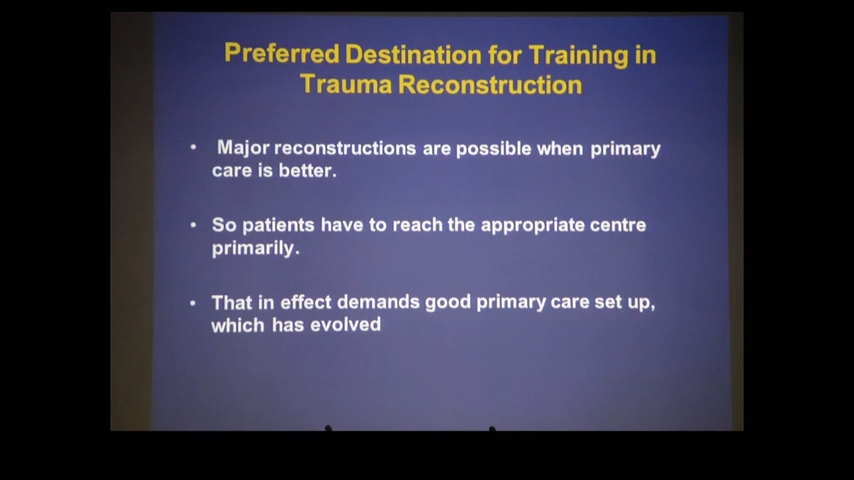 Preferred Destination for Training in
Trauma Reconstruction
• Major reconstructions are possible when primary
care is better.
• So patients have to reach the appropriate centre
primarily.
• That in effect demands good primary care set up,
which has evolved